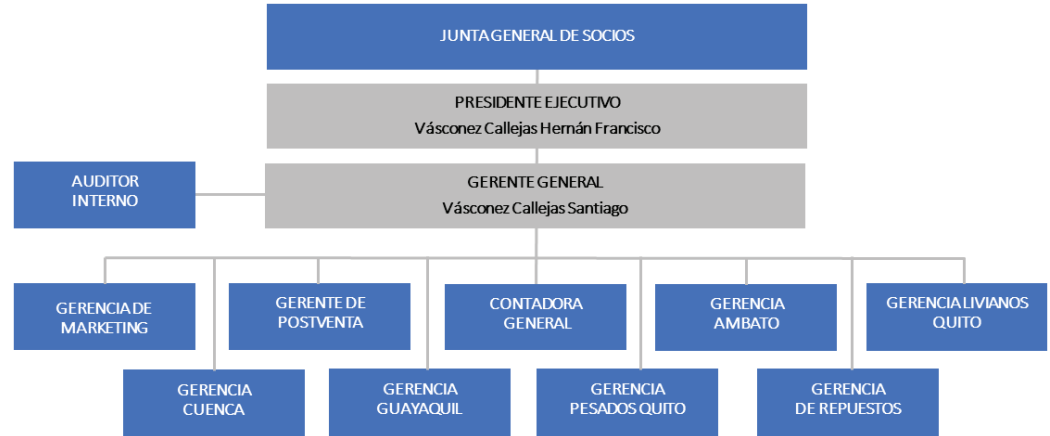 JUNTA GENERAL DE SOCIOS
PRESIDENTE EJECUTIVO
Vásconez Callejas Hernán Francisco
AUDITOR
INTERNO
GERENTE GENERAL
Vásconez Callejas Santiago
GERENCIA DE
MARKETING
GERENTE DE
POSTVENTA
CONTADORA
GENERAL
GERENCIA
AMBATO
GERENCIA LIVIANOS
QUITO
GERENCIA
CUENCA
GERENCIA
GUAYAQUIL
GERENCIA
PESADOS QUITO
GERENCIA
DE REPUESTOS